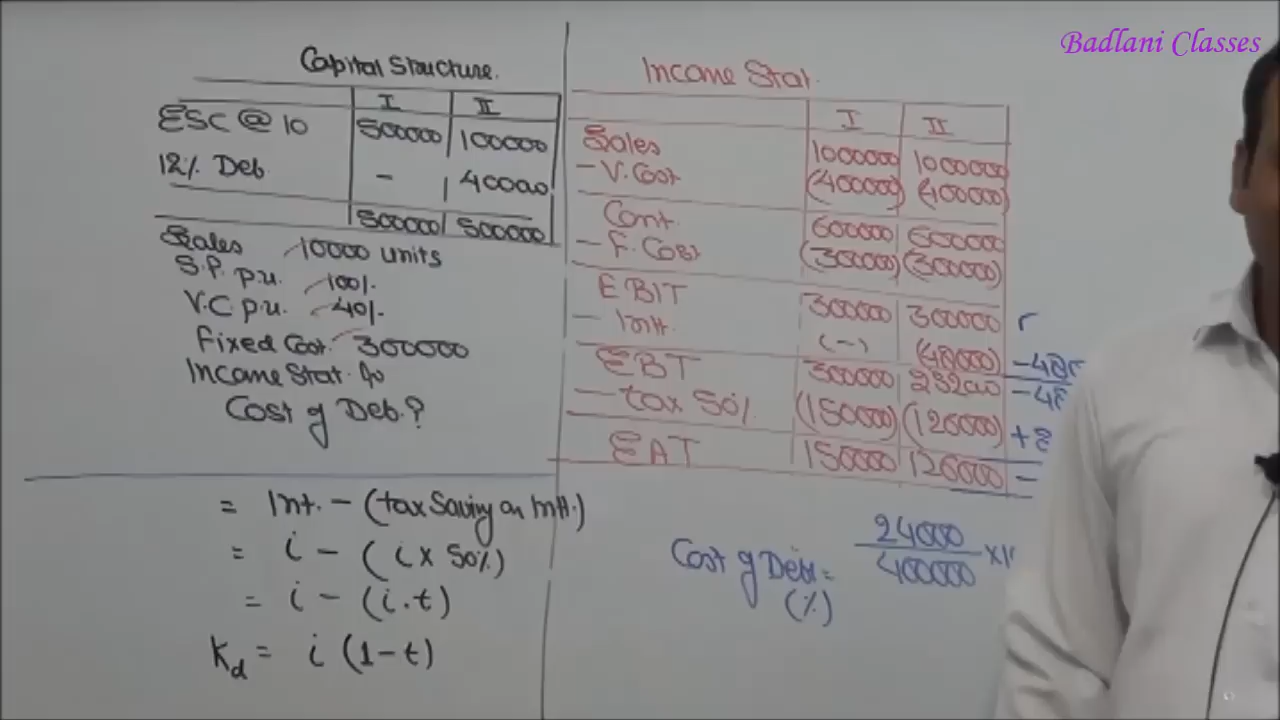 Badlani Classes
Capital Structure.
I II
ESC @ 10 500000 100000
12% Deb. - 40000
500000 500000
Sales 10000 units
S.P. p.u. 100/-
V.C. p.u. 40/-
Fixed Cost. 300000
Income Stat.
Cost of Deb.?
= Int. - (tax Saving on Int.)
= i - (i x 50%)
= i - (i.t)
Kd = i (1-t)
Income Stat.
I II
Sales 1000000 1000000
- V.Cost (400000) (400000)
Cont. 600000 600000
- F. Cost (300000) (300000)
EBIT 300000 300000
- Int. (-) (48000)
EBT 300000 252000
- tax 50% (150000) (126000)
EAT 150000 126000
Cost of Deb. = 24000
400000
(%)